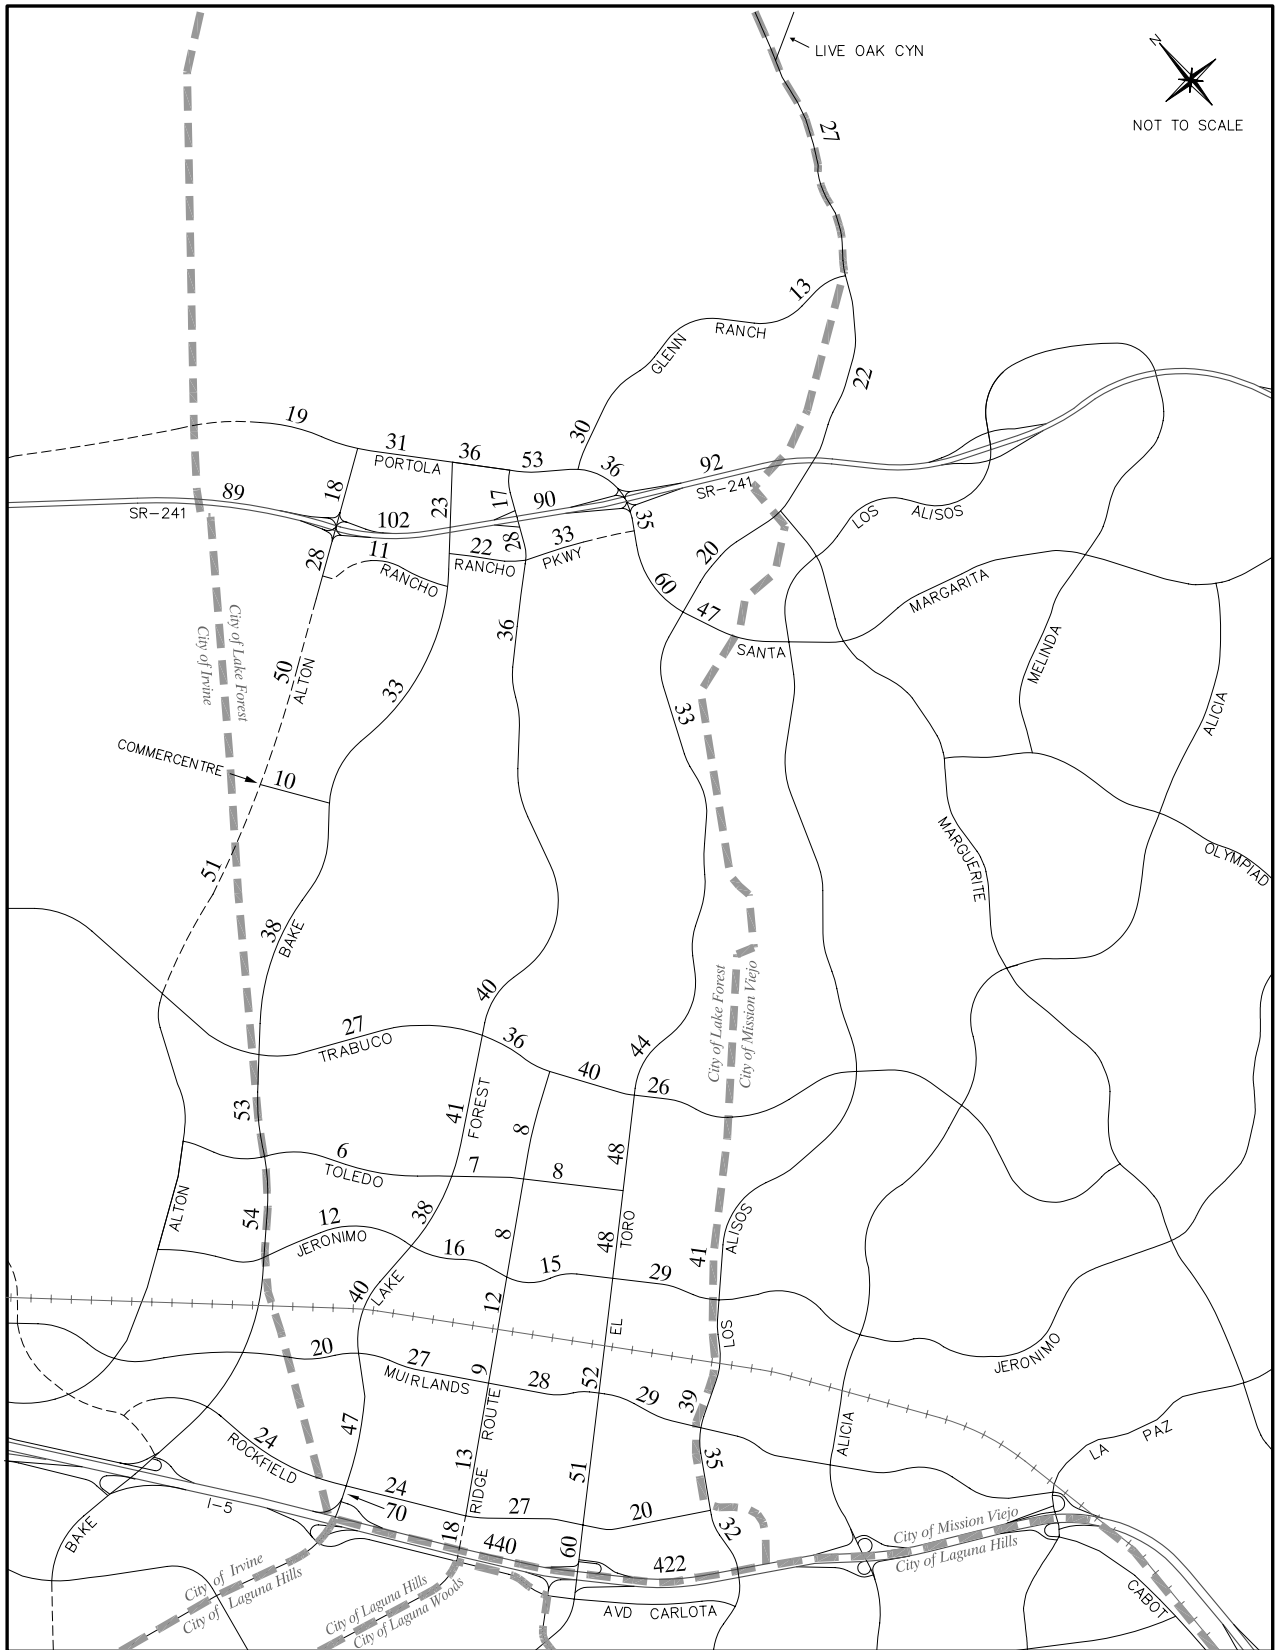 LIVE OAK CYN
N
NOT TO SCALE
27
13
RANCH
GLENN
22
30
19
31
36
53
36
92
PORTOLA
SR-241
89
18
23
17
90
35
SR-241
102
LOS
ALISOS
28
11
22
28
33
RANCHO
RANCHO
PKWY
20
60
47
MARGARITA
SANTA
36
City of Lake Forest
City of Irvine
50
ALTON
33
33
MELINDA
ALICIA
COMMERCENTRE
10
51
MARGUERITE
OLYMPIAD
38
BAKE
40
City of Lake Forest
City of Mission Viejo
27
TRABUCO
36
44
40
26
53
41
FOREST
8
48
6
TOLEDO
7
8
54
ALTON
12
JERONIMO
38
8
48
TORO
41
ALISOS
16
15
29
40
LAKE
12
EL
LOS
20
27
MUIRLANDS
9
28
52
29
39
JERONIMO
ROUTE
47
24
ROCKFIELD
13
51
35
ALICIA
LA
PAZ
24
70
RIDGE
27
20
I-5
18
440
60
32
422
City of Mission Viejo
City of Laguna Hills
BAKE
City of Irvine
City of Laguna Hills
City of Laguna Hills
City of Laguna Woods
AVD CARLOTA
CABOT